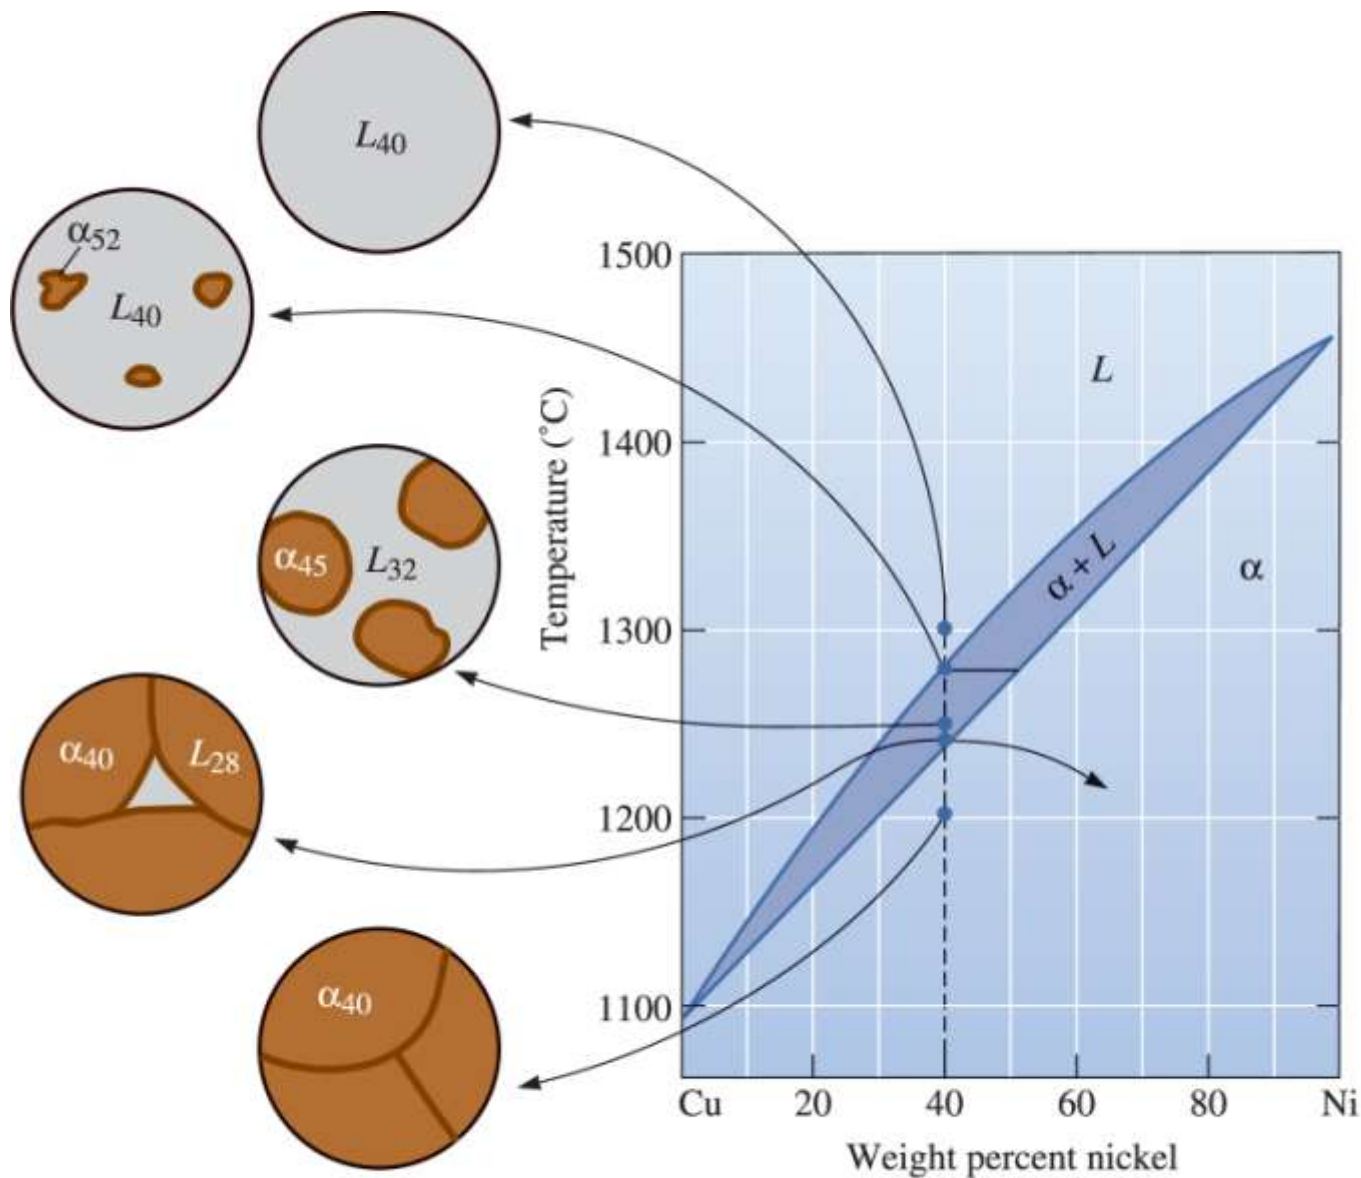 L40
α52
L40
α45
L32
α40
L28
α40
Temperature (°C)
1500
1400
1300
1200
1100
L
α + L
α
Cu
20
40
60
80
Ni
Weight percent nickel